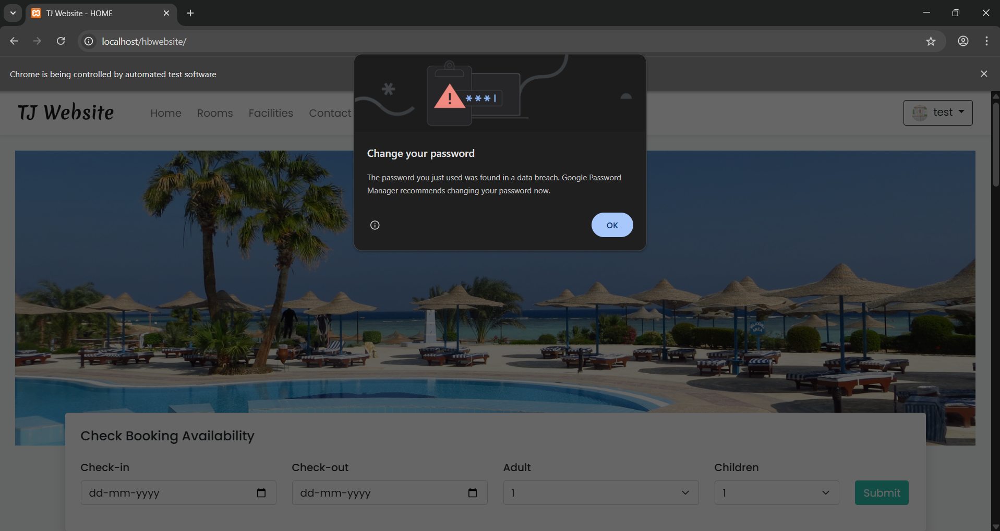 TJ Website - HOME
localhost/hbwebsite/
Chrome is being controlled by automated test software
TJ Website
Home
Rooms
Facilities
Contact
test
***|
Change your password
The password you just used was found in a data breach. Google Password
Manager recommends changing your password now.
OK
RELAXING
AREA
Check Booking Availability
Check-in
Check-out
Adult
Children
dd-mm-yyyy
dd-mm-yyyy
1
1
Submit